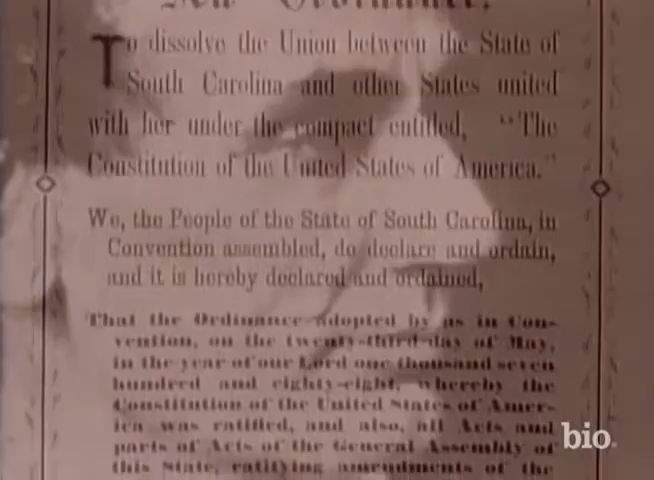 Ordinance.
To dissolve the Union between the State of
South Carolina and other States united
with her under the compact entitled, "The
Constitution of the United States of America."
We, the People of the State of South Carolina, in
Convention assembled, do declare and ordain,
and it is hereby declared and ordained,
That the Ordinance adopted by us in Con-
vention, on the twenty-third day of May,
in the year of our Lord one thousand seven
hundred and eighty-eight, whereby the
Constitution of the United States of Amer-
ica was ratified, and also, all Acts and
parts of Acts of the General Assembly of
this State, ratifying amendments of the
bio.